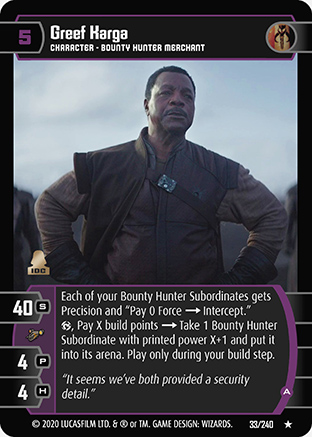 5
Greef Karga
CHARACTER - BOUNTY HUNTER MERCHANT
IDC
40 S
4 P
4 H
Each of your Bounty Hunter Subordinates gets
Precision and “Pay 0 Force → Intercept.”
, Pay X build points → Take 1 Bounty Hunter
Subordinate with printed power X+1 and put it
into its arena. Play only during your build step.
“It seems we’ve both provided a security
detail.”
A
© 2020 LUCASFILM LTD. & ® or TM. GAME DESIGN: WIZARDS.
33/240 ★